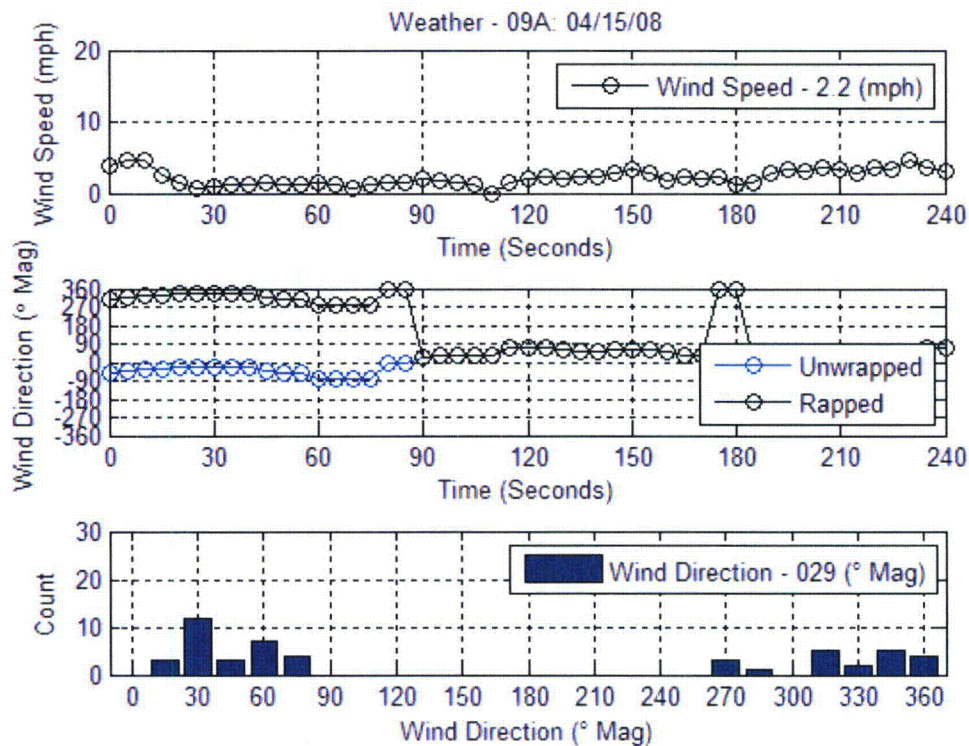 Weather - 09A: 04/15/08
Wind Speed (mph)
20
10
0
Wind Speed - 2.2 (mph)
0 30 60 90 120 150 180 210 240
Time (Seconds)
Wind Direction (° Mag)
360
270
180
90
0
-90
-180
-270
-360
Unwrapped
Rapped
0 30 60 90 120 150 180 210 240
Time (Seconds)
Count
30
20
10
0
Wind Direction - 029 (° Mag)
0 30 60 90 120 150 180 210 240 270 300 330 360
Wind Direction (° Mag)